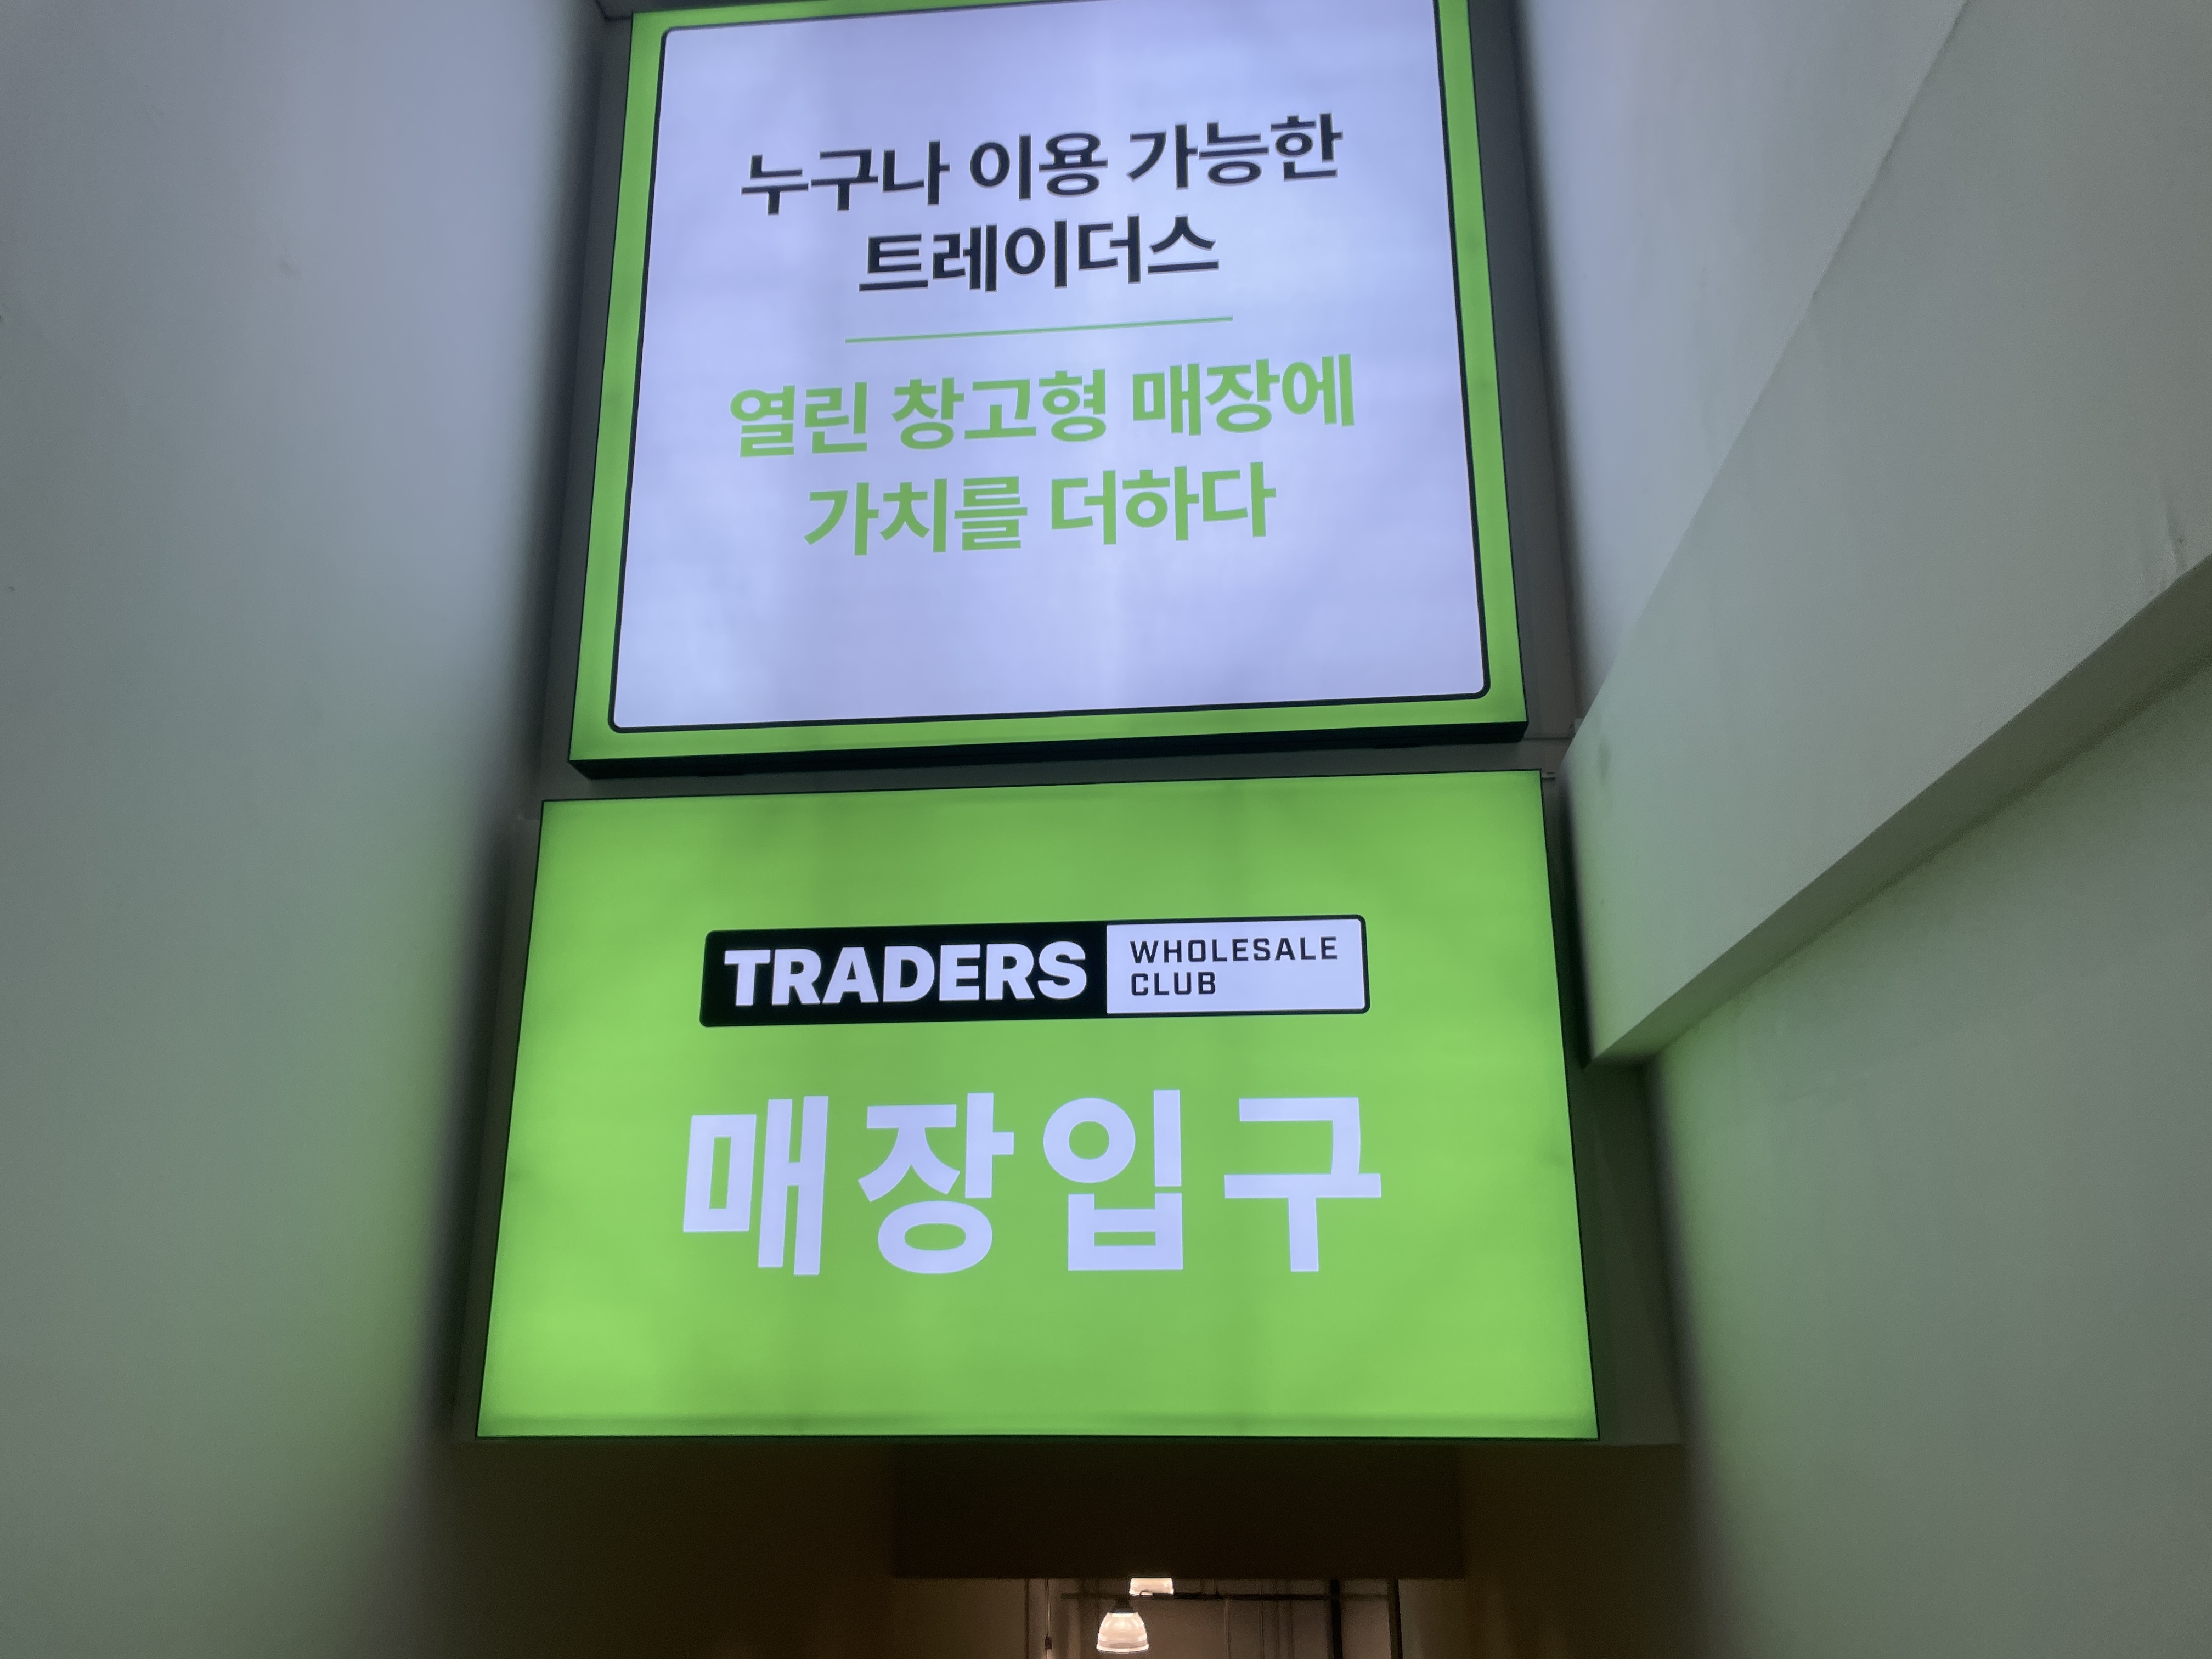 누구나 이용 가능한
트레이더스
열린 창고형 매장에
가치를 더하다
TRADERS
WHOLESALE
CLUB
매장입구